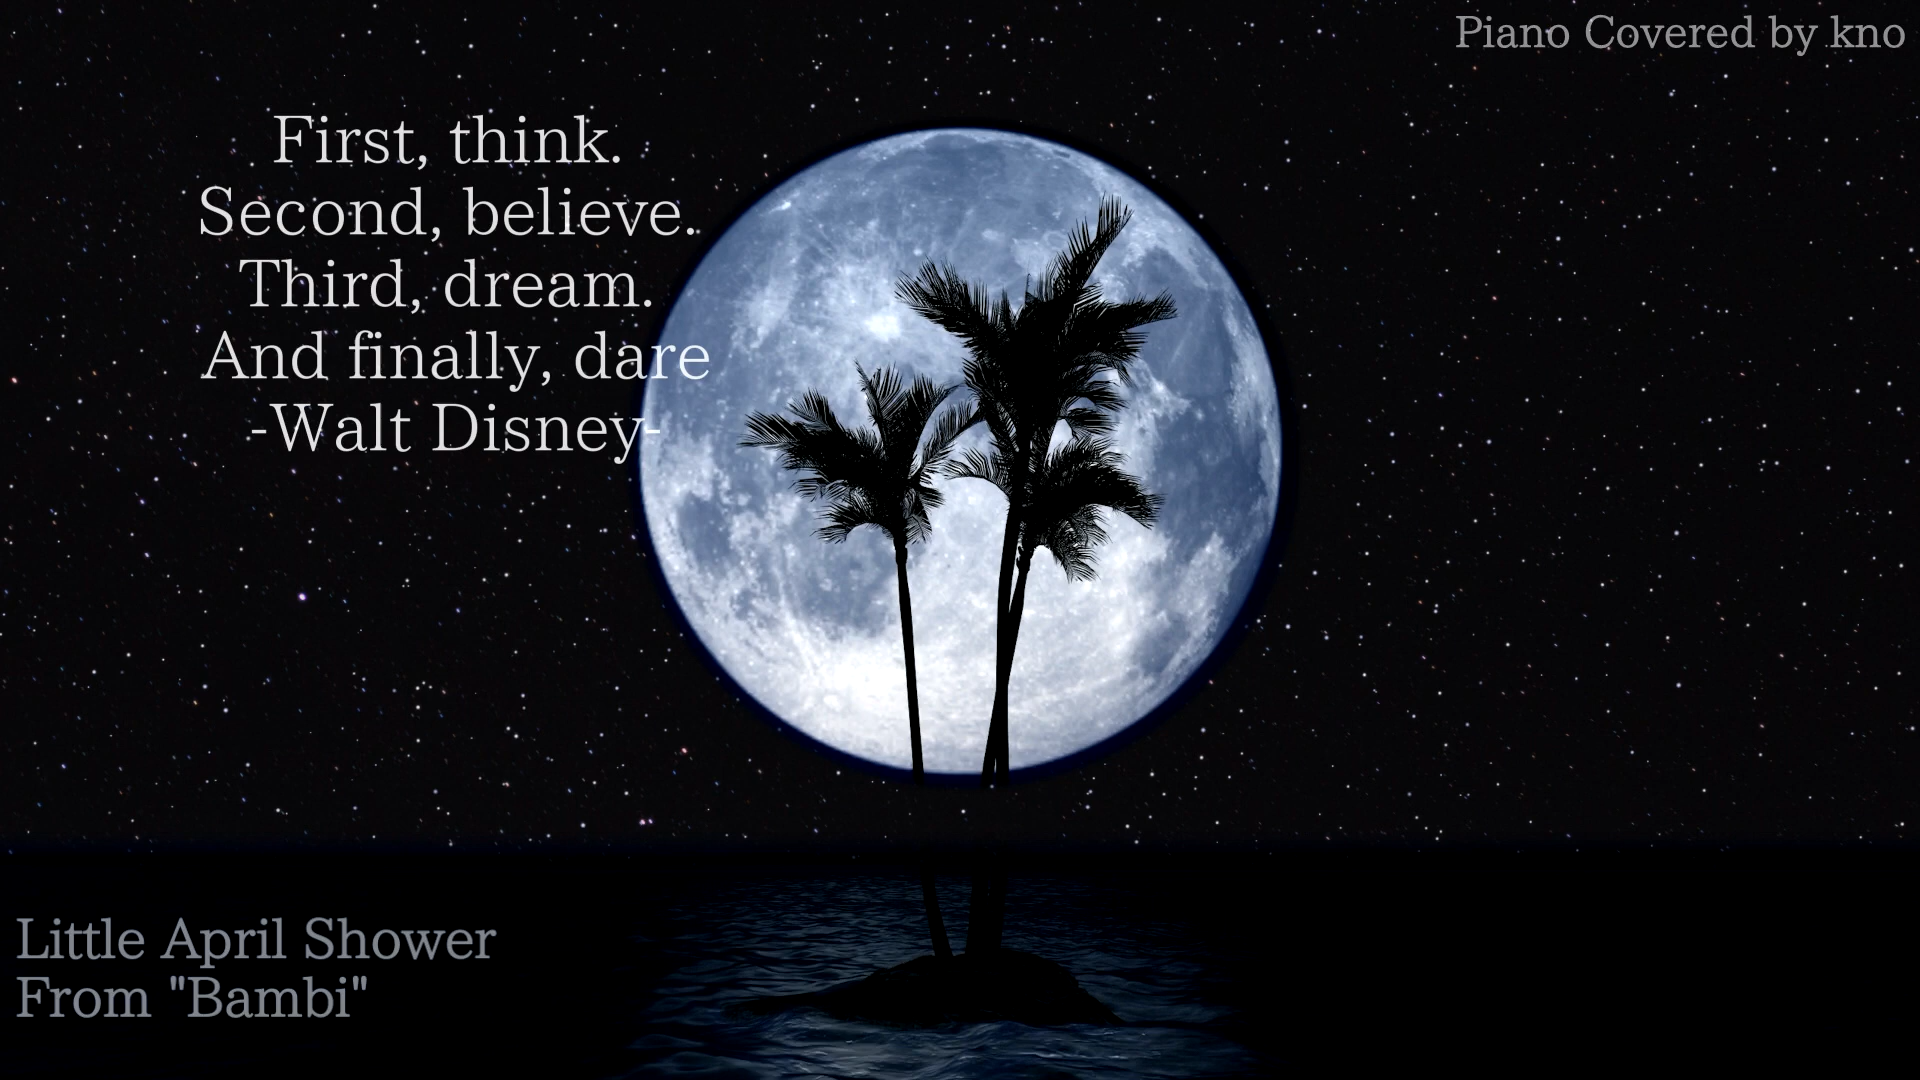 Piano Covered by kno
First, think.
Second, believe.
Third, dream.
And finally, dare
-Walt Disney-
Little April Shower
From "Bambi"